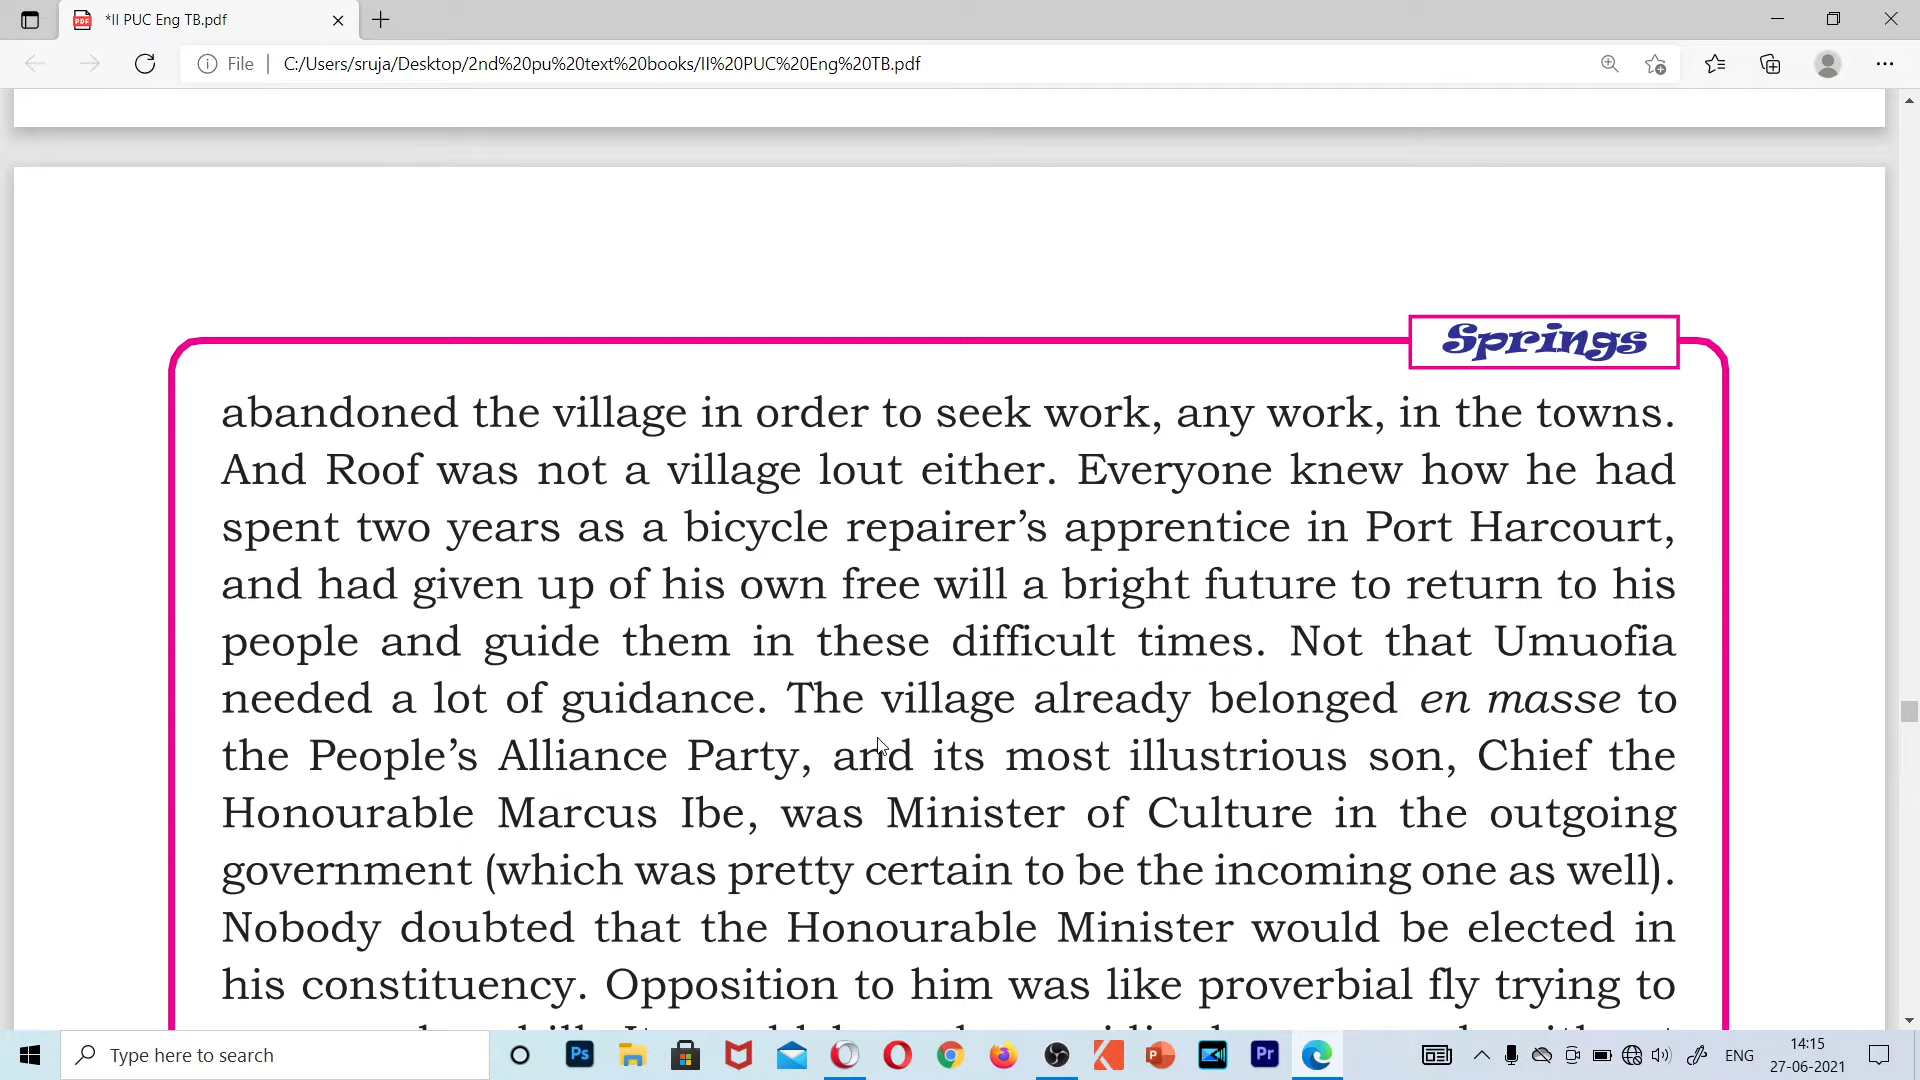 *II PUC Eng TB.pdf
File
C:/Users/sruja/Desktop/2nd%20pu%20text%20books/II%20PUC%20Eng%20TB.pdf
Springs
abandoned the village in order to seek work, any work, in the towns.
And Roof was not a village lout either. Everyone knew how he had
spent two years as a bicycle repairer’s apprentice in Port Harcourt,
and had given up of his own free will a bright future to return to his
people and guide them in these difficult times. Not that Umuofia
needed a lot of guidance. The village already belonged en masse to
the People’s Alliance Party, and its most illustrious son, Chief the
Honourable Marcus Ibe, was Minister of Culture in the outgoing
government (which was pretty certain to be the incoming one as well).
Nobody doubted that the Honourable Minister would be elected in
his constituency. Opposition to him was like proverbial fly trying to
Type here to search
Ps
Pr
ENG
14:15
27-06-2021